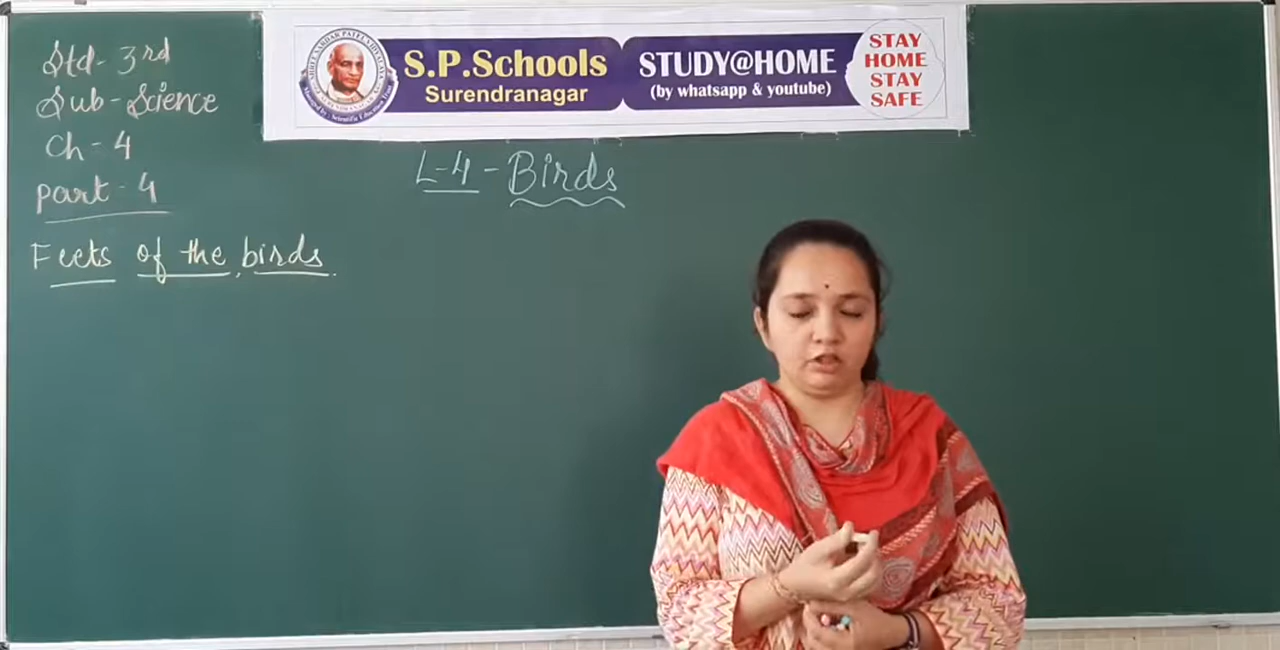 Std - 3rd
Sub - Science
Ch - 4
part - 4
Feets of the birds.
L-4 - Birds
S.P.Schools
Surendranagar
STUDY@HOME
(by whatsapp & youtube)
STAY
HOME
STAY
SAFE